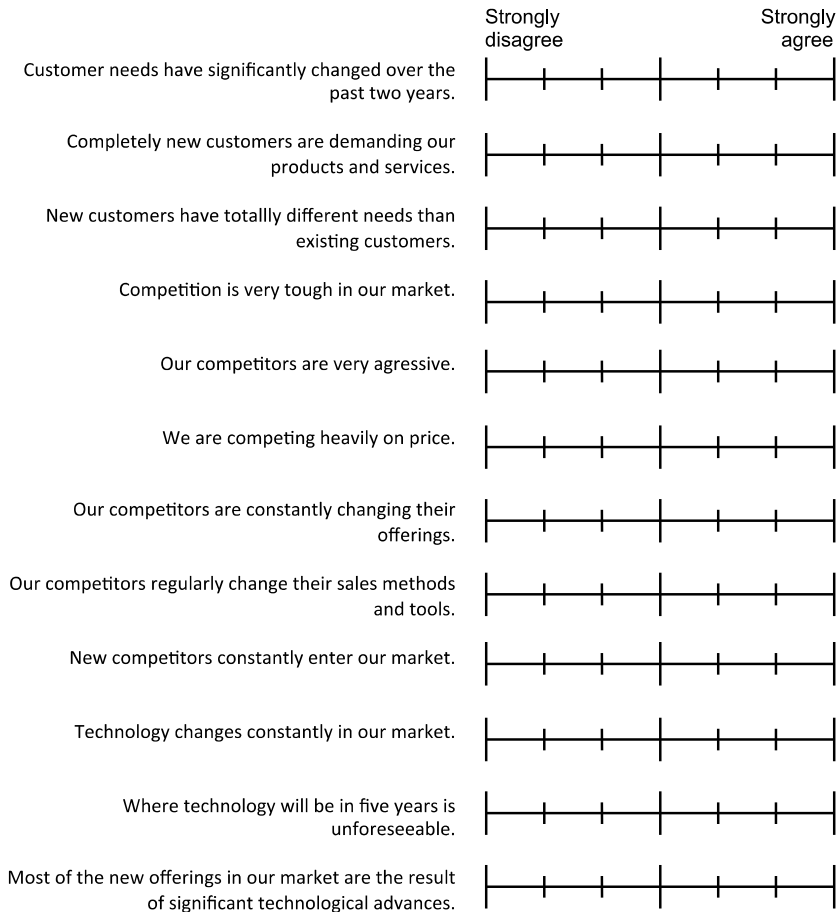 Strongly
disagree
Strongly
agree
Customer needs have significantly changed over the
past two years.
Completely new customers are demanding our
products and services.
New customers have totallly different needs than
existing customers.
Competition is very tough in our market.
Our competitors are very agressive.
We are competing heavily on price.
Our competitors are constantly changing their
offerings.
Our competitors regularly change their sales methods
and tools.
New competitors constantly enter our market.
Technology changes constantly in our market.
Where technology will be in five years is
unforeseeable.
Most of the new offerings in our market are the result
of significant technological advances.